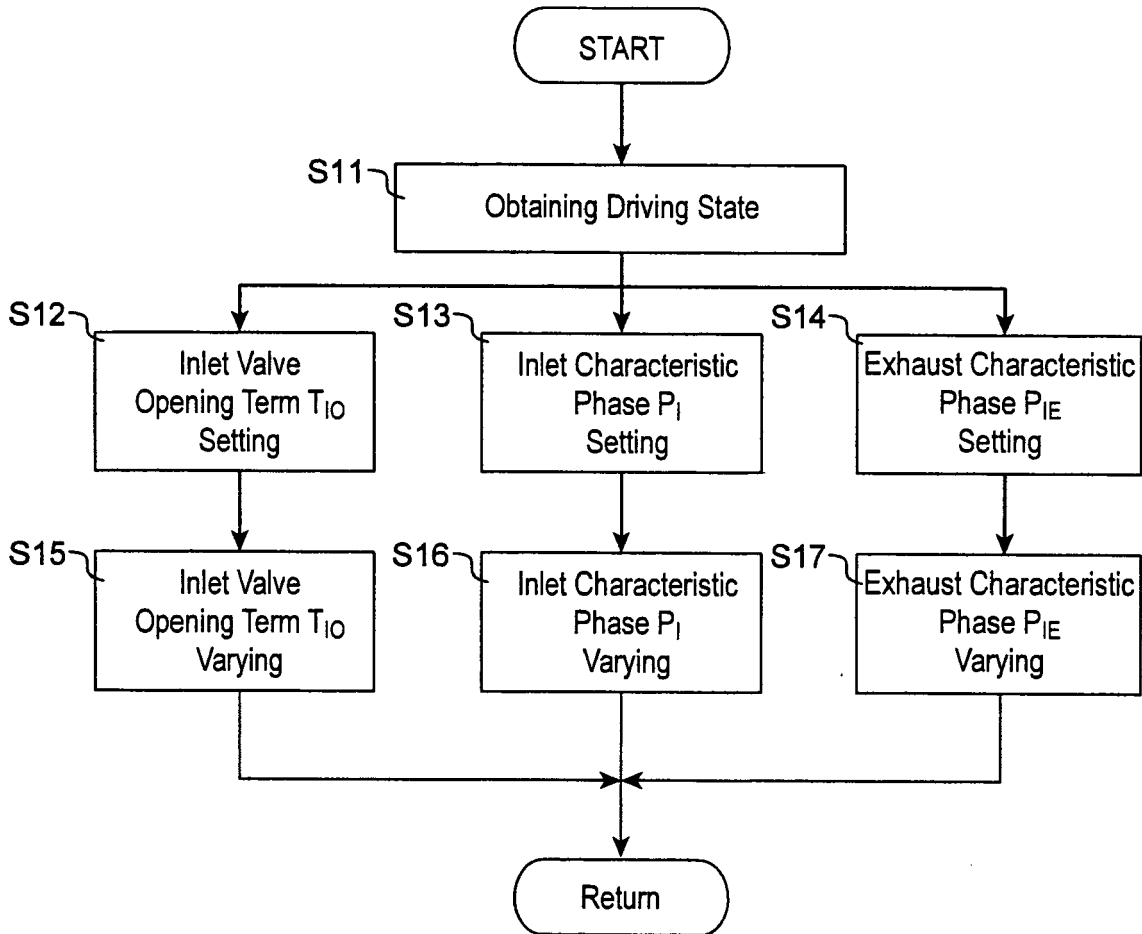 START
S11
Obtaining Driving State
S12
Inlet Valve
Opening Term T_IO
Setting
S13
Inlet Characteristic
Phase P_I
Setting
S14
Exhaust Characteristic
Phase P_IE
Setting
S15
Inlet Valve
Opening Term T_IO
Varying
S16
Inlet Characteristic
Phase P_I
Varying
S17
Exhaust Characteristic
Phase P_IE
Varying
Return